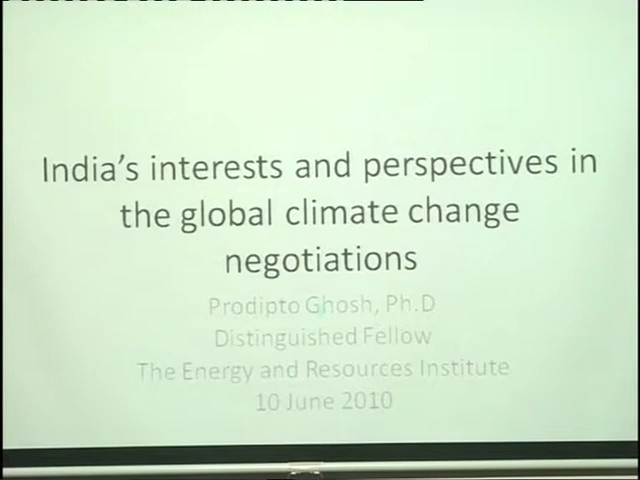 India's interests and perspectives in
the global climate change
negotiations
Prodipto Ghosh, Ph.D
Distinguished Fellow
The Energy and Resources Institute
10 June 2010